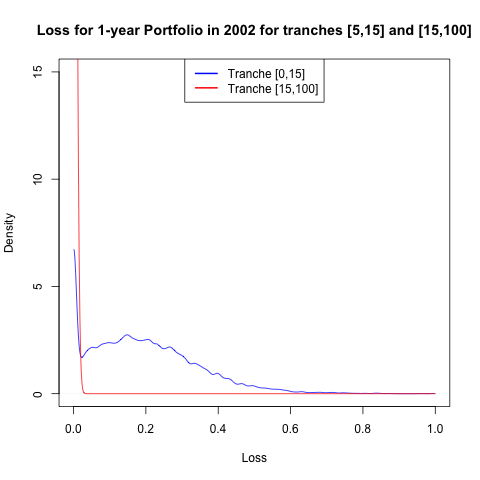 Loss for 1-year Portfolio in 2002 for tranches [5,15] and [15,100]
Tranche [0,15]
Tranche [15,100]
15
10
5
0
Density
0.0 0.2 0.4 0.6 0.8 1.0
Loss